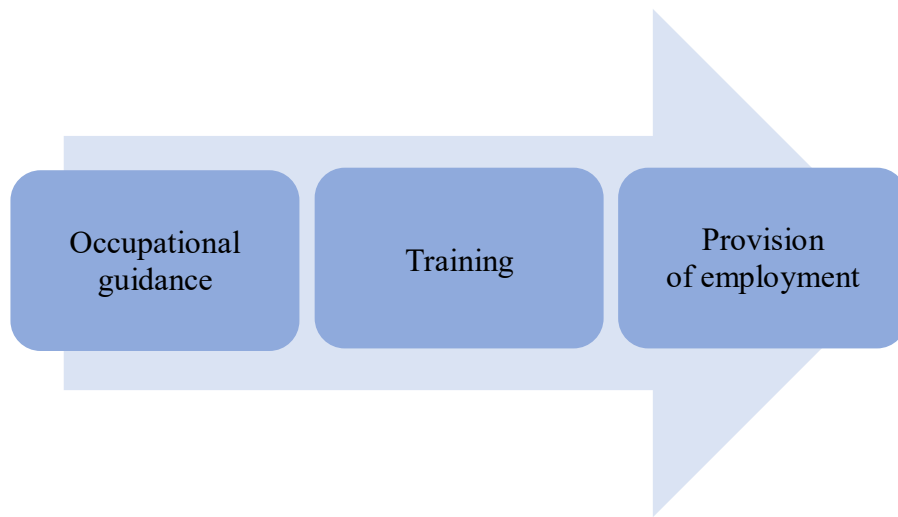 Occupational
guidance
Training
Provision
of employment